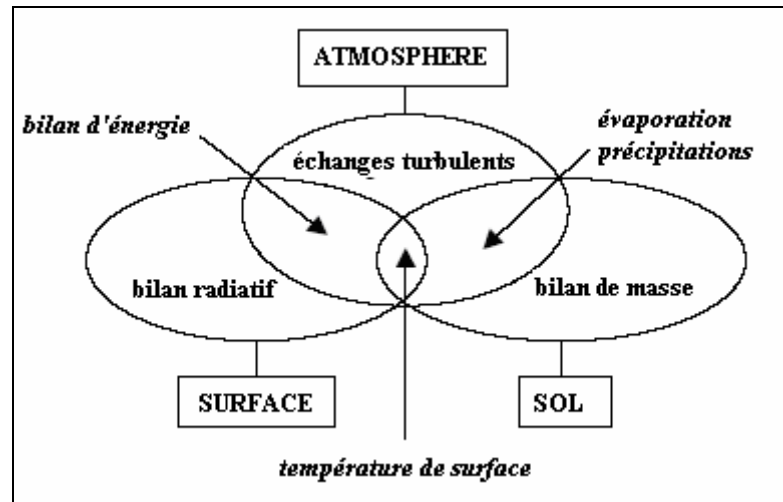 ATMOSPHERE
bilan d'énergie
évaporation
précipitations
échanges turbulents
bilan radiatif
bilan de masse
SURFACE
SOL
température de surface